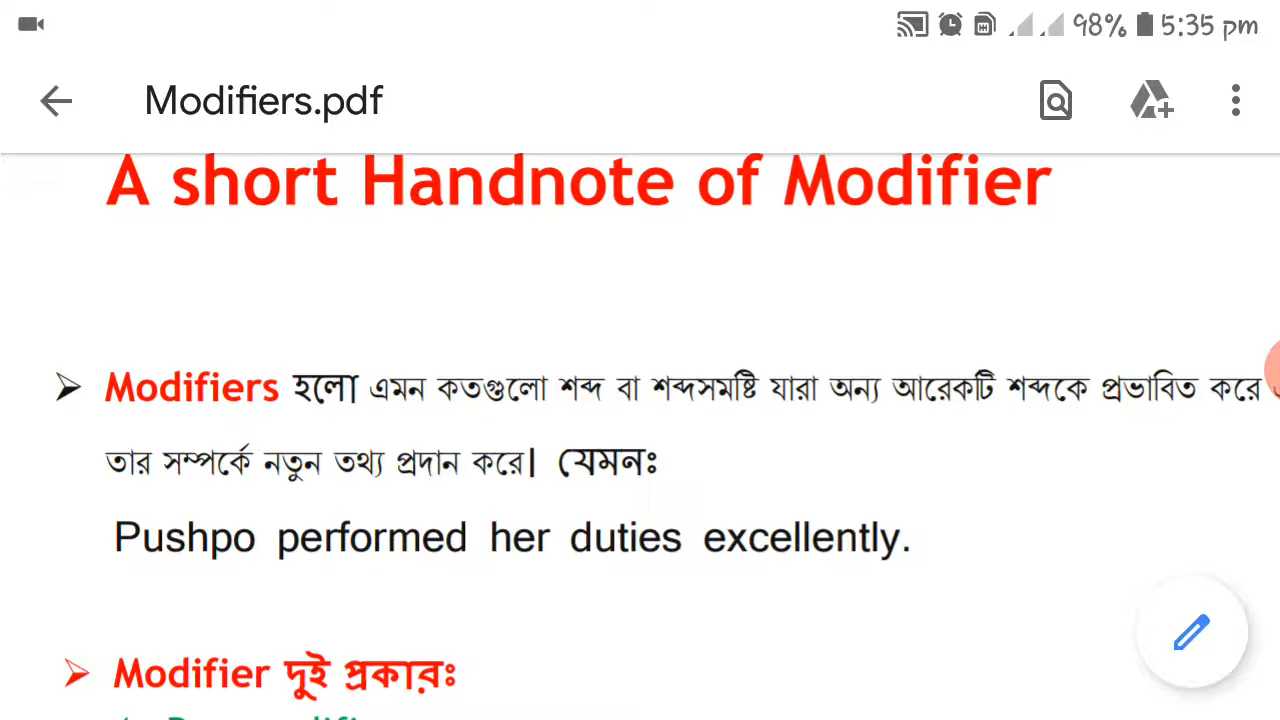 98% 5:35 pm
Modifiers.pdf
A short Handnote of Modifier
Modifiers হলো এমন কতগুলো শব্দ বা শব্দসমষ্টি যারা অন্য আরেকটি শব্দকে প্রভাবিত করে
তার সম্পর্কে নতুন তথ্য প্রদান করে। যেমনঃ
Pushpo performed her duties excellently.
Modifier দুই প্রকারঃ